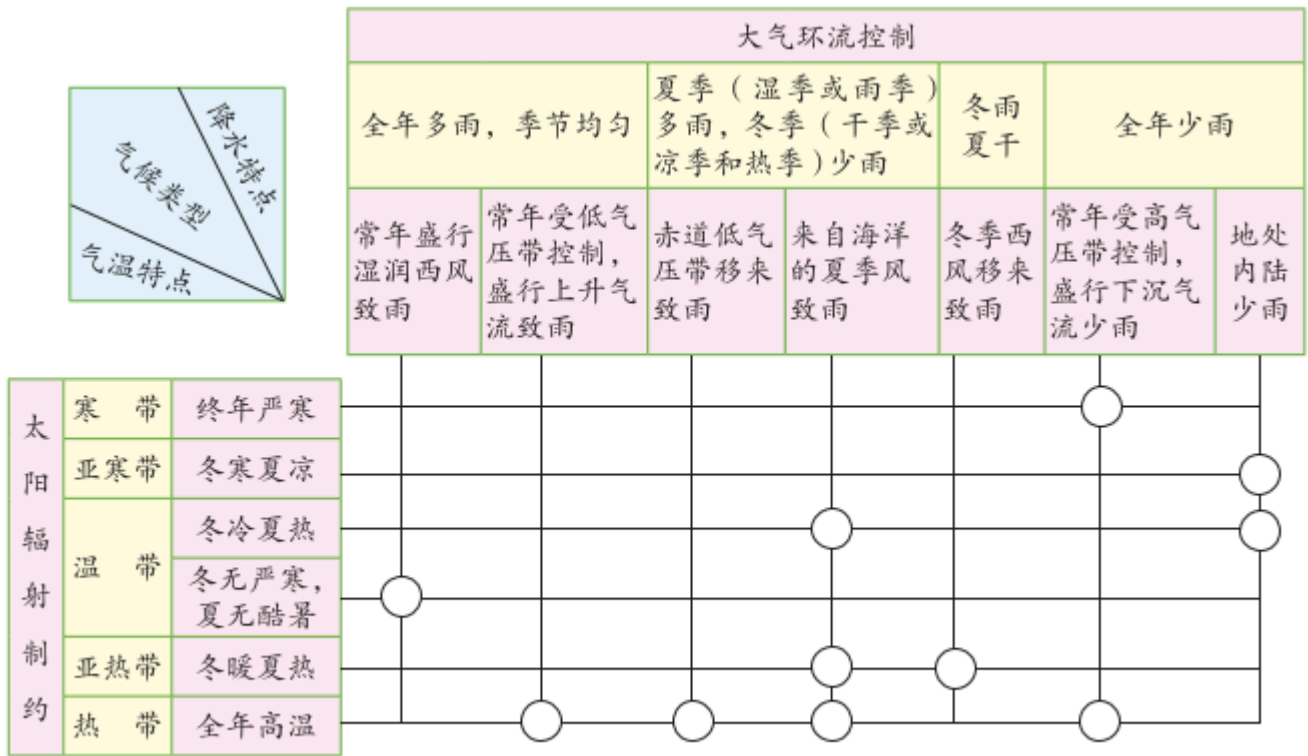 大气环流控制
全年多雨，季节均匀
夏季（湿季或雨季）
多雨，冬季（干季或
凉季和热季）少雨
冬雨
夏干
全年少雨
常年盛行
湿润西风
致雨
常年受低气
压带控制，
盛行上升气
流致雨
赤道低气
压带移来
致雨
来自海洋
的夏季风
致雨
冬季西
风移来
致雨
常年受高气
压带控制，
盛行下沉气
流少雨
地处
内陆
少雨
降水特点
气候类型
气温特点
太阳辐射制约
寒 带
终年严寒
亚寒带
冬寒夏凉
温 带
冬冷夏热
冬无严寒，
夏无酷暑
亚热带
冬暖夏热
热 带
全年高温